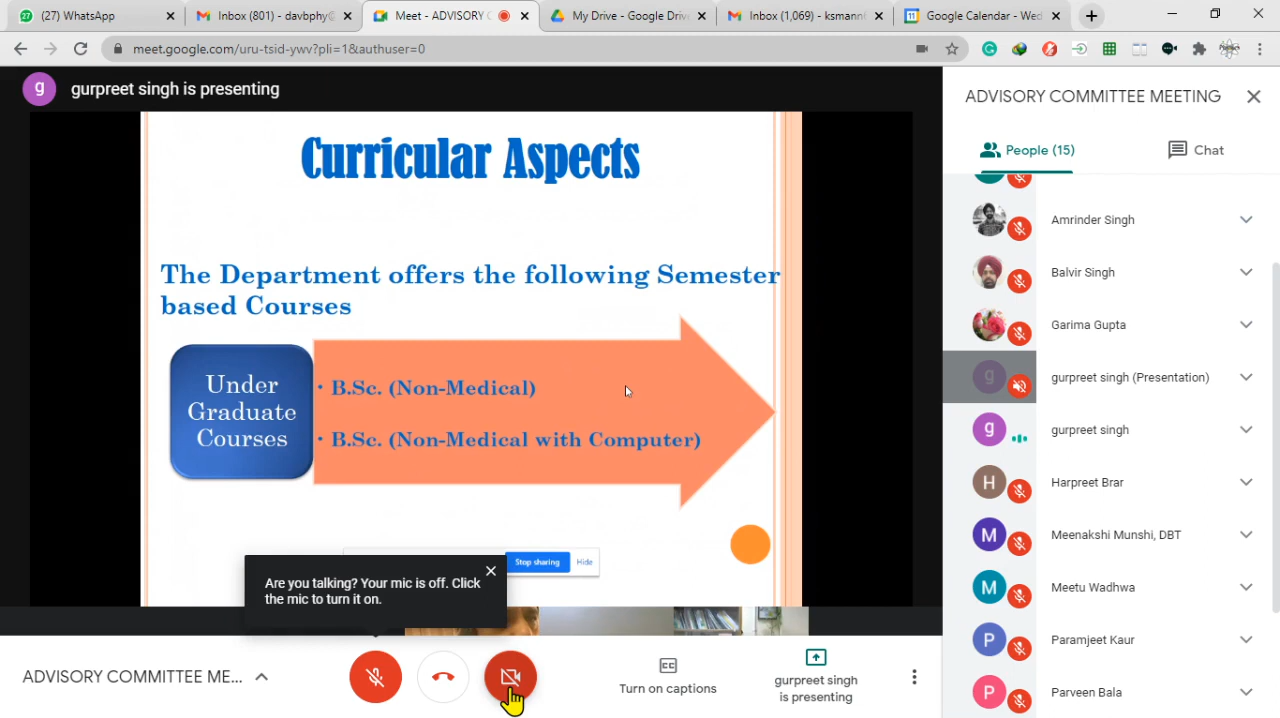 27
(27) WhatsApp
Inbox (801) - davbphy@
Meet - ADVISORY C
My Drive - Google Driv
Inbox (1,069) - ksmann
31
Google Calendar - Wed
meet.google.com/uru-tsid-ywv?pli=1&authuser=0
g
gurpreet singh is presenting
ADVISORY COMMITTEE MEETING
People (15)
Chat
Curricular Aspects
The Department offers the following Semester
based Courses
Under
Graduate
Courses
• B.Sc. (Non-Medical)
• B.Sc. (Non-Medical with Computer)
Stop sharing
Hide
Are you talking? Your mic is off. Click
the mic to turn it on.
Amrinder Singh
Balvir Singh
Garima Gupta
g
gurpreet singh (Presentation)
g
gurpreet singh
H
Harpreet Brar
M
Meenakshi Munshi, DBT
M
Meetu Wadhwa
P
Paramjeet Kaur
P
Parveen Bala
ADVISORY COMMITTEE ME...
CC
Turn on captions
gurpreet singh
is presenting